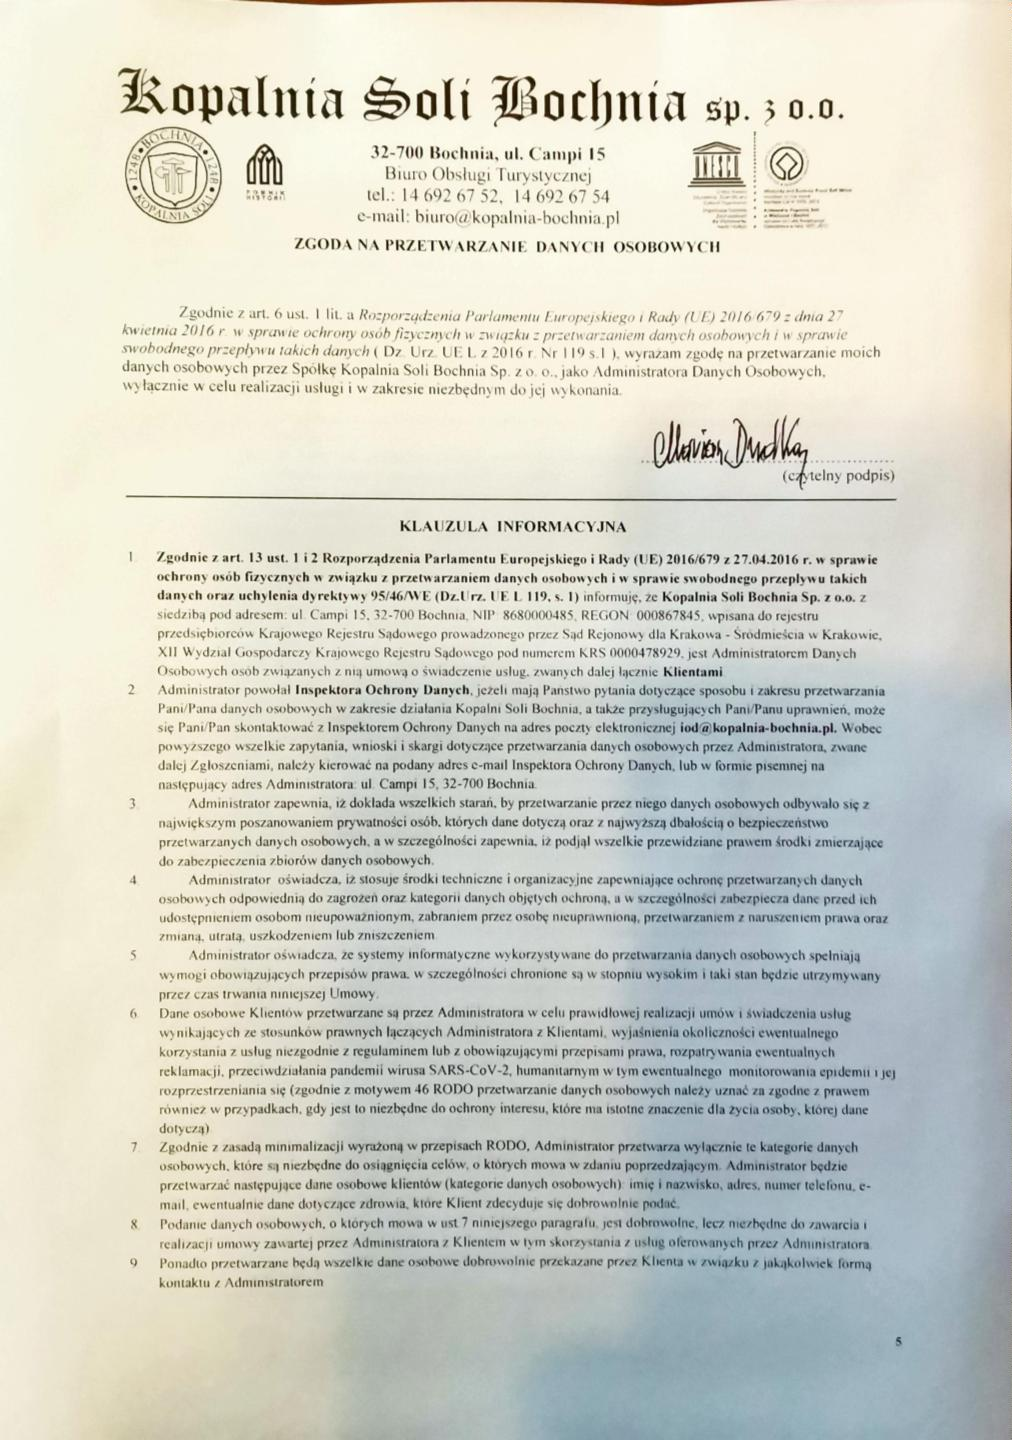 Kopalnia Soli Bochnia sp. z o.o.
BOCHNIA 1248 KOPALNIA SOLI 1248
POMNIK
HISTORII
32-700 Bochnia, ul. Campi 15
Biuro Obsługi Turystycznej
tel.: 14 692 67 52, 14 692 67 54
e-mail: biuro@kopalnia-bochnia.pl
UNESCO
ZGODA NA PRZETWARZANIE DANYCH OSOBOWYCH
Zgodnie z art. 6 ust. 1 lit. a Rozporządzenia Parlamentu Europejskiego i Rady (UE) 2016/679 z dnia 27
kwietnia 2016 r. w sprawie ochrony osób fizycznych w związku z przetwarzaniem danych osobowych i w sprawie
swobodnego przepływu takich danych ( Dz. Urz. UE L z 2016 r. Nr 119 s.1 ), wyrażam zgodę na przetwarzanie moich
danych osobowych przez Spółkę Kopalnia Soli Bochnia Sp. z o. o., jako Administratora Danych Osobowych,
wyłącznie w celu realizacji usługi i w zakresie niezbędnym do jej wykonania.
(czytelny podpis)
KLAUZULA INFORMACYJNA
1. Zgodnie z art. 13 ust. 1 i 2 Rozporządzenia Parlamentu Europejskiego i Rady (UE) 2016/679 z 27.04.2016 r. w sprawie
ochrony osób fizycznych w związku z przetwarzaniem danych osobowych i w sprawie swobodnego przepływu takich
danych oraz uchylenia dyrektywy 95/46/WE (Dz.Urz. UE L 119, s. 1) informuję, że Kopalnia Soli Bochnia Sp. z o.o. z
siedzibą pod adresem: ul. Campi 15, 32-700 Bochnia, NIP: 8680000485, REGON: 000867845, wpisana do rejestru
przedsiębiorców Krajowego Rejestru Sądowego prowadzonego przez Sąd Rejonowy dla Krakowa - Śródmieścia w Krakowie,
XII Wydział Gospodarczy Krajowego Rejestru Sądowego pod numerem KRS 0000478929, jest Administratorem Danych
Osobowych osób związanych z nią umową o świadczenie usług, zwanych dalej łącznie Klientami.
2. Administrator powołał Inspektora Ochrony Danych, jeżeli mają Państwo pytania dotyczące sposobu i zakresu przetwarzania
Pani/Pana danych osobowych w zakresie działania Kopalni Soli Bochnia, a także przysługujących Pani/Panu uprawnień, może
się Pani/Pan skontaktować z Inspektorem Ochrony Danych na adres poczty elektronicznej iod@kopalnia-bochnia.pl. Wobec
powyższego wszelkie zapytania, wnioski i skargi dotyczące przetwarzania danych osobowych przez Administratora, zwane
dalej Zgłoszeniami, należy kierować na podany adres e-mail Inspektora Ochrony Danych, lub w formie pisemnej na
następujący adres Administratora: ul. Campi 15, 32-700 Bochnia.
3. Administrator zapewnia, iż dokłada wszelkich starań, by przetwarzanie przez niego danych osobowych odbywało się z
największym poszanowaniem prywatności osób, których dane dotyczą oraz z najwyższą dbałością o bezpieczeństwo
przetwarzanych danych osobowych, a w szczególności zapewnia, iż podjął wszelkie przewidziane prawem środki zmierzające
do zabezpieczenia zbiorów danych osobowych.
4. Administrator oświadcza, iż stosuje środki techniczne i organizacyjne zapewniające ochronę przetwarzanych danych
osobowych odpowiednią do zagrożeń oraz kategorii danych objętych ochroną, a w szczególności zabezpiecza dane przed ich
udostępnieniem osobom nieupoważnionym, zabraniem przez osobę nieuprawnioną, przetwarzaniem z naruszeniem prawa oraz
zmianą, utratą, uszkodzeniem lub zniszczeniem.
5. Administrator oświadcza, że systemy informatyczne wykorzystywane do przetwarzania danych osobowych spełniają
wymogi obowiązujących przepisów prawa, w szczególności chronione są w stopniu wysokim i taki stan będzie utrzymywany
przez czas trwania niniejszej Umowy.
6. Dane osobowe Klientów przetwarzane są przez Administratora w celu prawidłowej realizacji umów i świadczenia usług
wynikających ze stosunków prawnych łączących Administratora z Klientami, wyjaśnienia okoliczności ewentualnego
korzystania z usług niezgodnie z regulaminem lub z obowiązującymi przepisami prawa, rozpatrywania ewentualnych
reklamacji, przeciwdziałania pandemii wirusa SARS-CoV-2, humanitarnym w tym ewentualnego monitorowania epidemii i jej
rozprzestrzeniania się (zgodnie z motywem 46 RODO przetwarzanie danych osobowych należy uznać za zgodne z prawem
również w przypadkach, gdy jest to niezbędne do ochrony interesu, które ma istotne znaczenie dla życia osoby, której dane
dotyczą).
7. Zgodnie z zasadą minimalizacji wyrażoną w przepisach RODO, Administrator przetwarza wyłącznie te kategorie danych
osobowych, które są niezbędne do osiągnięcia celów, o których mowa w zdaniu poprzedzającym. Administrator będzie
przetwarzać następujące dane osobowe klientów (kategorie danych osobowych): imię i nazwisko, adres, numer telefonu, e-
mail, ewentualnie dane dotyczące zdrowia, które Klient zdecyduje się dobrowolnie podać.
8. Podanie danych osobowych, o których mowa w ust 7 niniejszego paragrafu, jest dobrowolne, lecz niezbędne do zawarcia i
realizacji umowy zawartej przez Administratora z Klientem w tym skorzystania z usług oferowanych przez Administratora.
9. Ponadto przetwarzane będą wszelkie dane osobowe dobrowolnie przekazane przez Klienta w związku z jakąkolwiek formą
kontaktu z Administratorem.
5